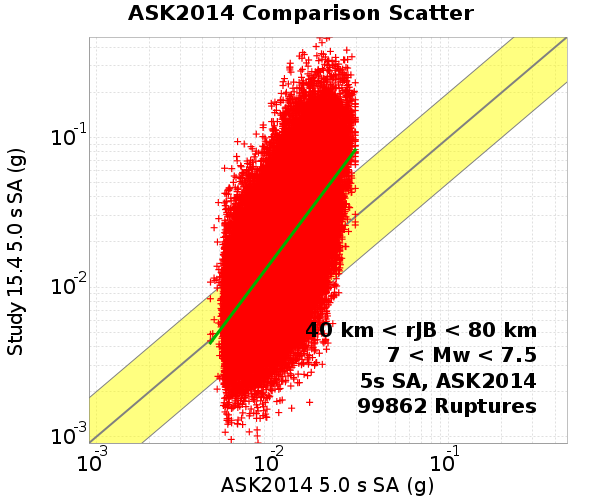 ASK2014 Comparison Scatter
Study 15.4 5.0 s SA (g)
10^-1
10^-2
10^-3
40 km < rJB < 80 km
7 < Mw < 7.5
5s SA, ASK2014
99862 Ruptures
10^-3 10^-2 10^-1
ASK2014 5.0 s SA (g)